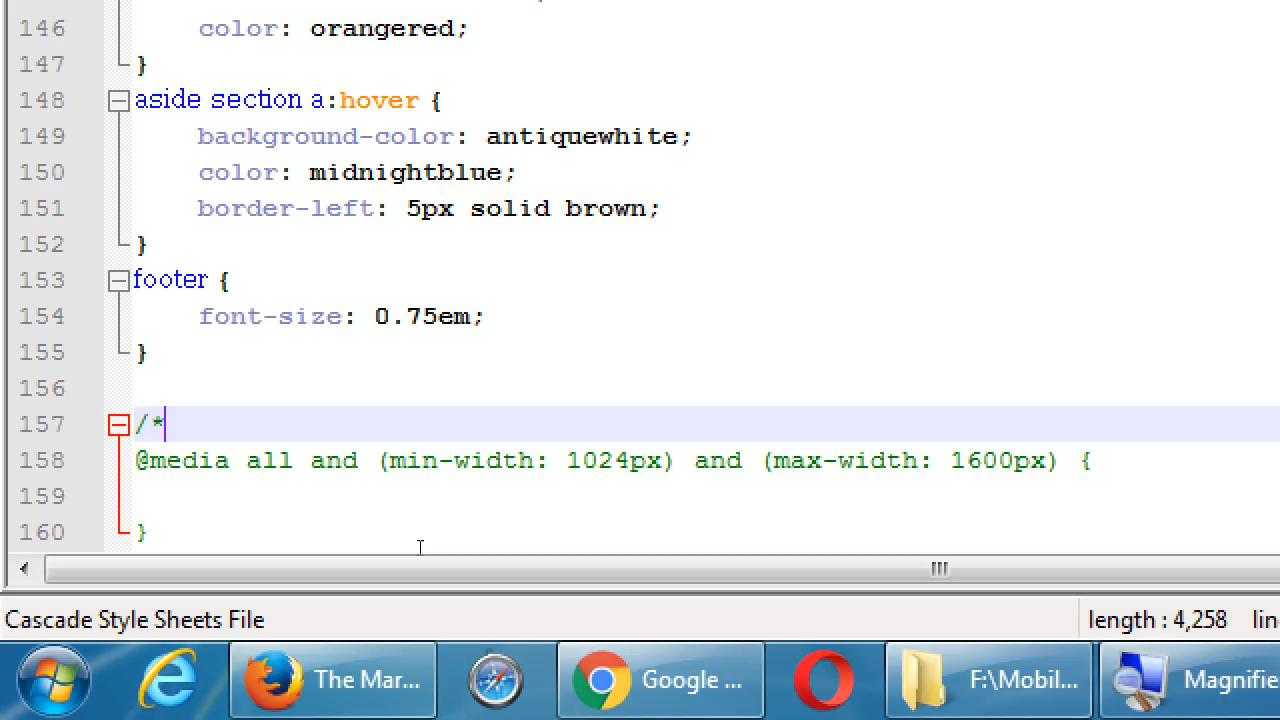 146 color: orangered;
147 }
148 aside section a:hover {
149 background-color: antiquewhite;
150 color: midnightblue;
151 border-left: 5px solid brown;
152 }
153 footer {
154 font-size: 0.75em;
155 }
156
157 /*
158 @media all and (min-width: 1024px) and (max-width: 1600px) {
159
160 }
Cascade Style Sheets File length : 4,258 lin
The Mar... Google ... F:\Mobil... Magnifie